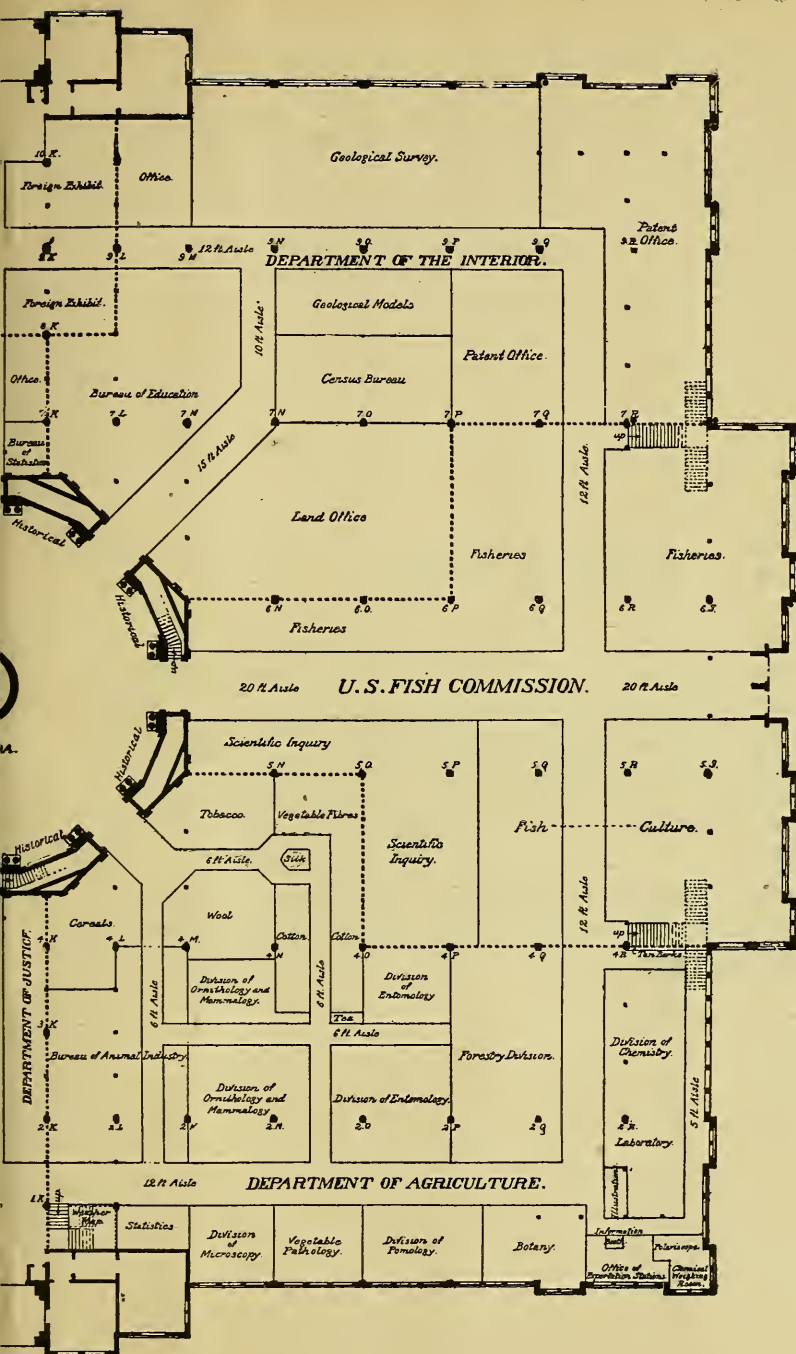 Geological Survey.
10 K.
Foreign Exhibit.
Office.
Patent
Office.
9 R.
9 K
9 L
9 M
12 ft Aisle
9 N
9 O.
9 P
9 Q
DEPARTMENT OF THE INTERIOR.
Foreign Exhibit.
8 K
Office.
Bureau of Education
10 ft Aisle
Geological Models
Census Bureau
Patent Office.
7 K
7 L
7 M
7 N
7 O
7 P
7 Q
7 R
up
Bureau
of
Statistics
15 ft Aisle
12 ft Aisle.
Historical
Land Office
Fisheries
Fisheries.
Historical
up
6 N
6 O.
6 P
6 Q
6 R
6 S.
Fisheries
20 ft Aisle
U.S. FISH COMMISSION.
20 ft Aisle
Historical
Scientific Inquiry
5 N
5 O.
5 P
5 Q
5 R
5 S.
Tobacco.
Vegetable Fibres
Scientific
Inquiry.
Fish
Culture.
Historical
6 ft Aisle.
Silk
12 ft Aisle
Cereals.
Wool
Cotton.
Cotton
up
4 K
4 L
4 M.
4 N
4 O
4 P
4 Q
4 R
Tan Barks
DEPARTMENT OF JUSTICE.
6 ft Aisle
Division of
Ornithology and
Mammalogy.
6 ft Aisle
Division
of
Entomology
Tea
6 ft Aisle
3 K
Bureau of Animal Industry.
Forestry Division.
Division of
Chemistry.
5 ft Aisle
Division of
Ornithology and
Mammalogy
Division of Entomology.
2 K
2 L
2 N.
2 O
2 P
2 Q
2 R.
Laboratory.
12 ft Aisle
DEPARTMENT OF AGRICULTURE.
1 K
up
Weather
Map
Statistics
Division
of
Microscopy.
Vegetable
Pathology.
Division of
Pomology.
Botany.
Information
Booth.
Polariscope.
Office of
Exportation Stations
Chemical
Weighing
Room.